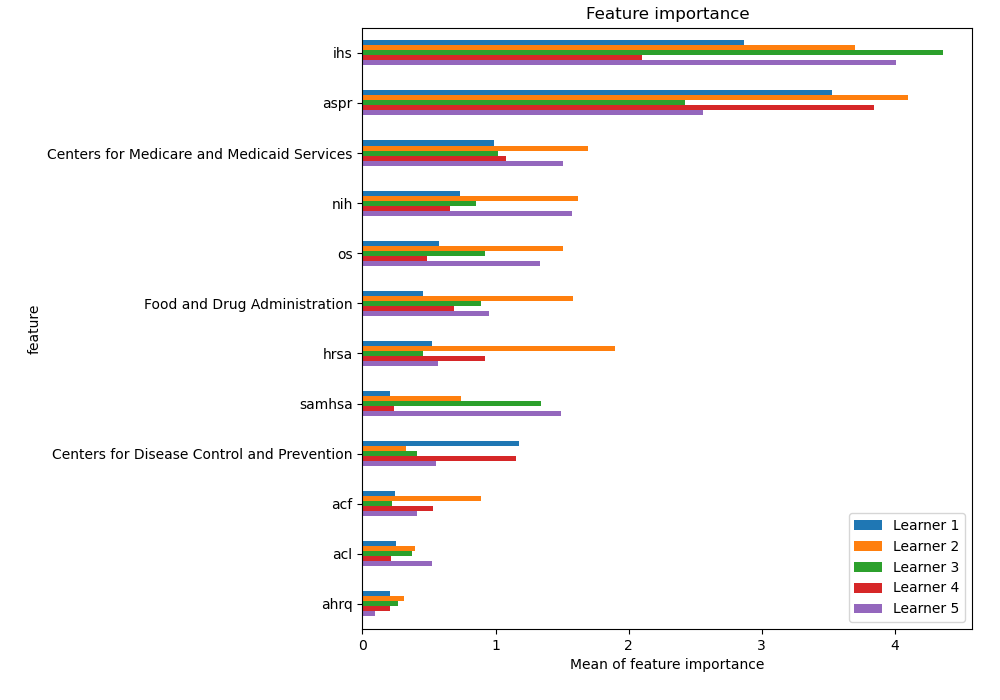 Feature importance
ihs
aspr
Centers for Medicare and Medicaid Services
nih
os
Food and Drug Administration
hrsa
samhsa
Centers for Disease Control and Prevention
acf
acl
ahrq
feature
Learner 1
Learner 2
Learner 3
Learner 4
Learner 5
0 1 2 3 4
Mean of feature importance